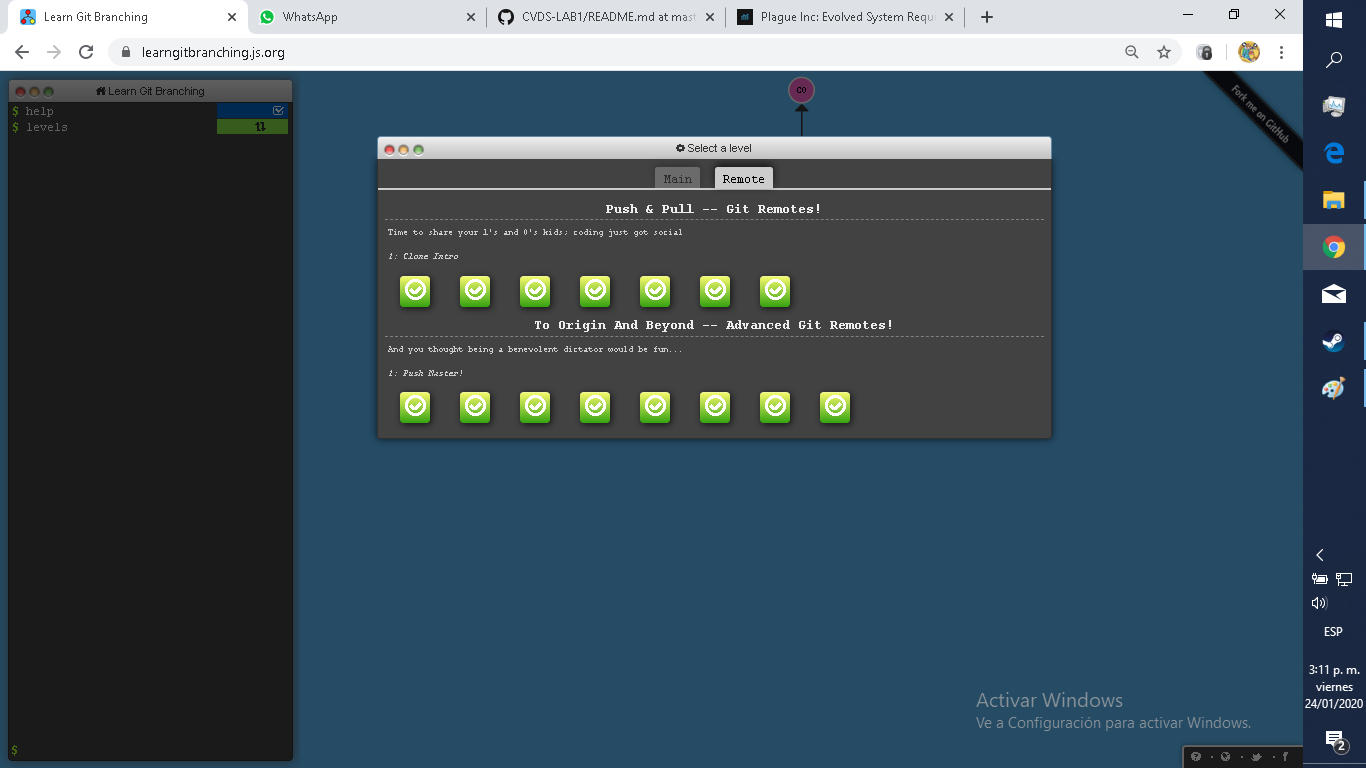 Learn Git Branching
WhatsApp
CVDS-LAB1/README.md at mast
Plague Inc: Evolved System Requ
learngitbranching.js.org
Learn Git Branching
$ help
$ levels
$
C0
Fork me on GitHub
Select a level
Main
Remote
Push & Pull -- Git Remotes!
Time to share your 1's and 0's kids; coding just got social
1: Clone Intro
To Origin And Beyond -- Advanced Git Remotes!
And you thought being a benevolent dictator would be fun...
1: Push Master!
Activar Windows
Ve a Configuración para activar Windows.
ESP
3:11 p. m.
viernes
24/01/2020
2